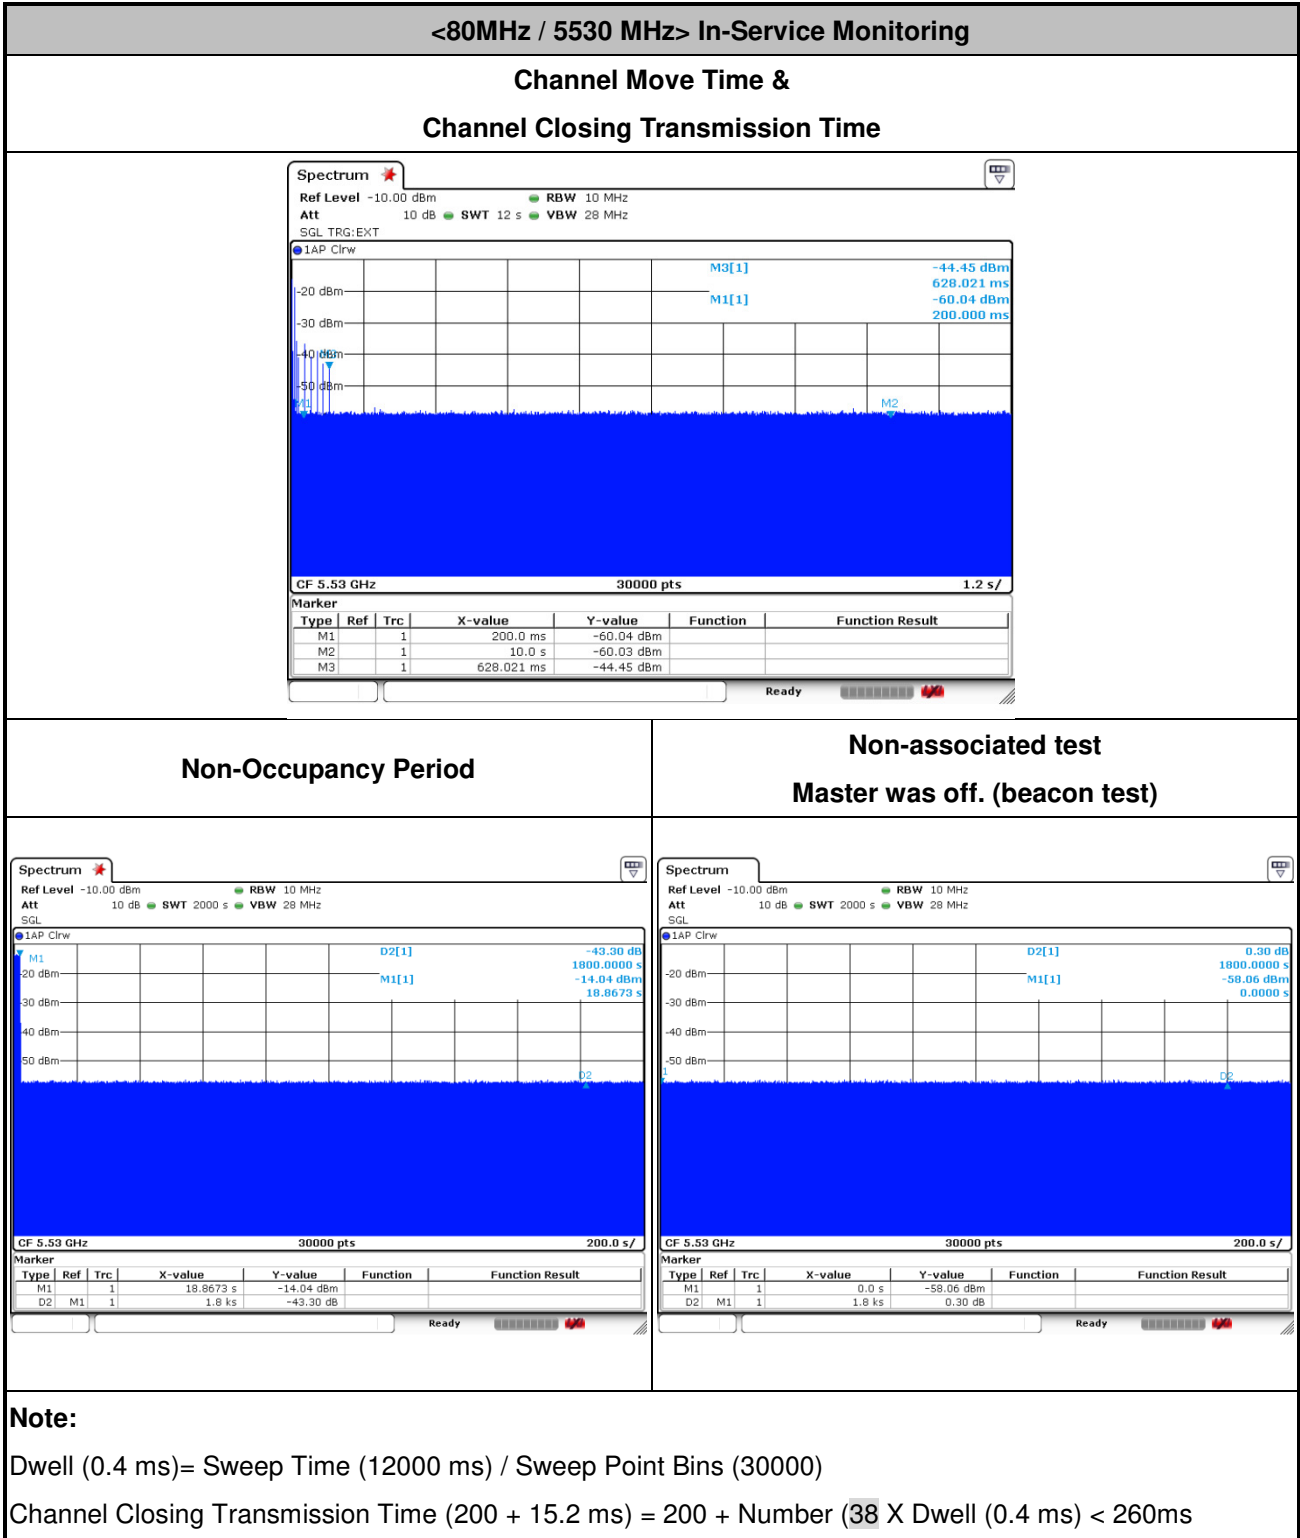 <80MHz / 5530 MHz> In-Service Monitoring
Channel Move Time &
Channel Closing Transmission Time
Spectrum
Ref Level -10.00 dBm RBW 10 MHz
Att 10 dB SWT 12 s VBW 28 MHz
SGL TRG:EXT
1AP Clrw
M3[1] -44.45 dBm
628.021 ms
-20 dBm
M1[1] -60.04 dBm
200.000 ms
-30 dBm
-40 dBm
-50 dBm
M1
M2
CF 5.53 GHz 30000 pts 1.2 s/
Marker
Type Ref Trc X-value Y-value Function Function Result
M1 1 200.0 ms -60.04 dBm
M2 1 10.0 s -60.03 dBm
M3 1 628.021 ms -44.45 dBm
Ready
Non-Occupancy Period
Non-associated test
Master was off. (beacon test)
Spectrum
Ref Level -10.00 dBm RBW 10 MHz
Att 10 dB SWT 2000 s VBW 28 MHz
SGL
1AP Clrw
M1
D2[1] -43.30 dB
1800.0000 s
-20 dBm
M1[1] -14.04 dBm
18.8673 s
-30 dBm
-40 dBm
-50 dBm
D2
CF 5.53 GHz 30000 pts 200.0 s/
Marker
Type Ref Trc X-value Y-value Function Function Result
M1 1 18.8673 s -14.04 dBm
D2 M1 1 1.8 ks -43.30 dB
Ready
Spectrum
Ref Level -10.00 dBm RBW 10 MHz
Att 10 dB SWT 2000 s VBW 28 MHz
SGL
1AP Clrw
D2[1] 0.30 dB
1800.0000 s
-20 dBm
M1[1] -58.06 dBm
0.0000 s
-30 dBm
-40 dBm
-50 dBm
D2
CF 5.53 GHz 30000 pts 200.0 s/
Marker
Type Ref Trc X-value Y-value Function Function Result
M1 1 0.0 s -58.06 dBm
D2 M1 1 1.8 ks 0.30 dB
Ready
Note:
Dwell (0.4 ms)= Sweep Time (12000 ms) / Sweep Point Bins (30000)
Channel Closing Transmission Time (200 + 15.2 ms) = 200 + Number (38 X Dwell (0.4 ms) < 260ms